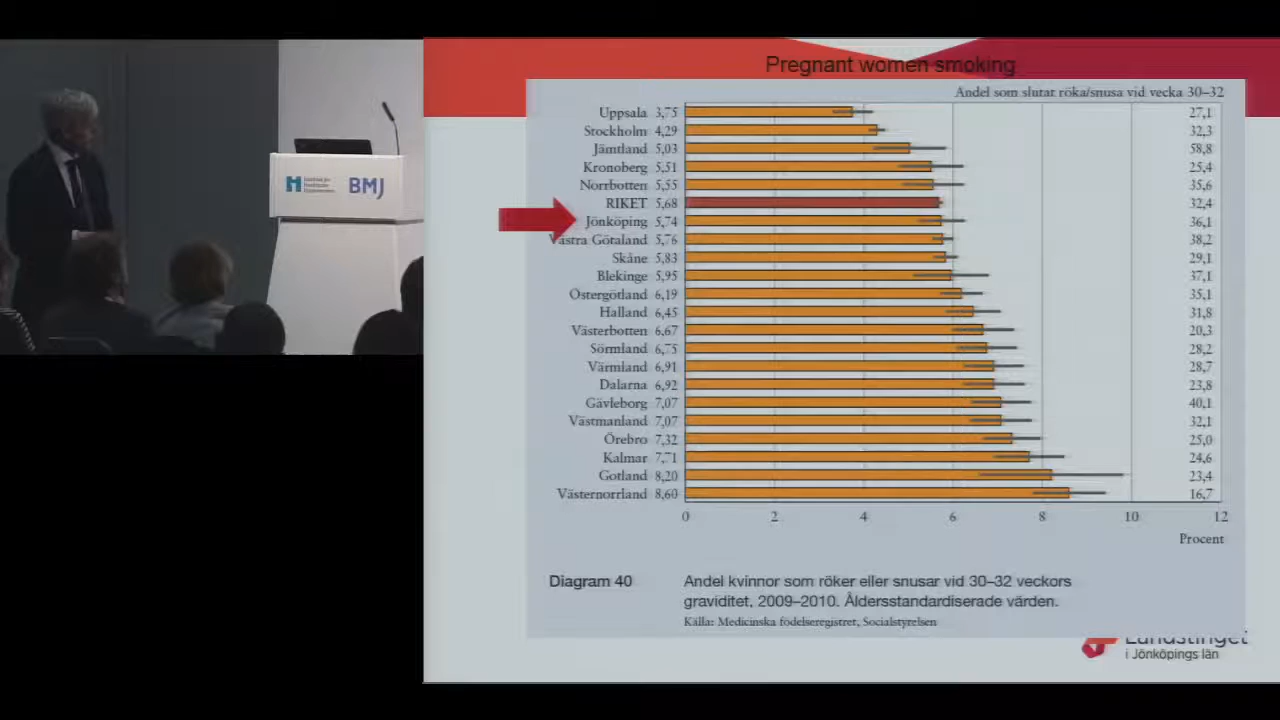 Pregnant women smoking
Andel som slutat röka/snusa vid vecka 30–32
Uppsala 3,75 27,1
Stockholm 4,29 32,3
Jämtland 5,03 58,8
Kronoberg 5,51 25,4
Norrbotten 5,55 35,6
RIKET 5,68 32,4
Jönköping 5,74 36,1
Västra Götaland 5,76 38,2
Skåne 5,83 29,1
Blekinge 5,95 37,1
Östergötland 6,19 35,1
Halland 6,45 31,8
Västerbotten 6,67 20,3
Sörmland 6,75 28,2
Värmland 6,91 28,7
Dalarna 6,92 23,8
Gävleborg 7,07 40,1
Västmanland 7,07 32,1
Örebro 7,32 25,0
Kalmar 7,71 24,6
Gotland 8,20 23,4
Västernorrland 8,60 16,7
0 2 4 6 8 10 12
Procent
Diagram 40
Andel kvinnor som röker eller snusar vid 30–32 veckors
graviditet, 2009–2010. Åldersstandardiserade värden.
Källa: Medicinska födelseregistret, Socialstyrelsen
Landstinget
i Jönköpings län
BMJ